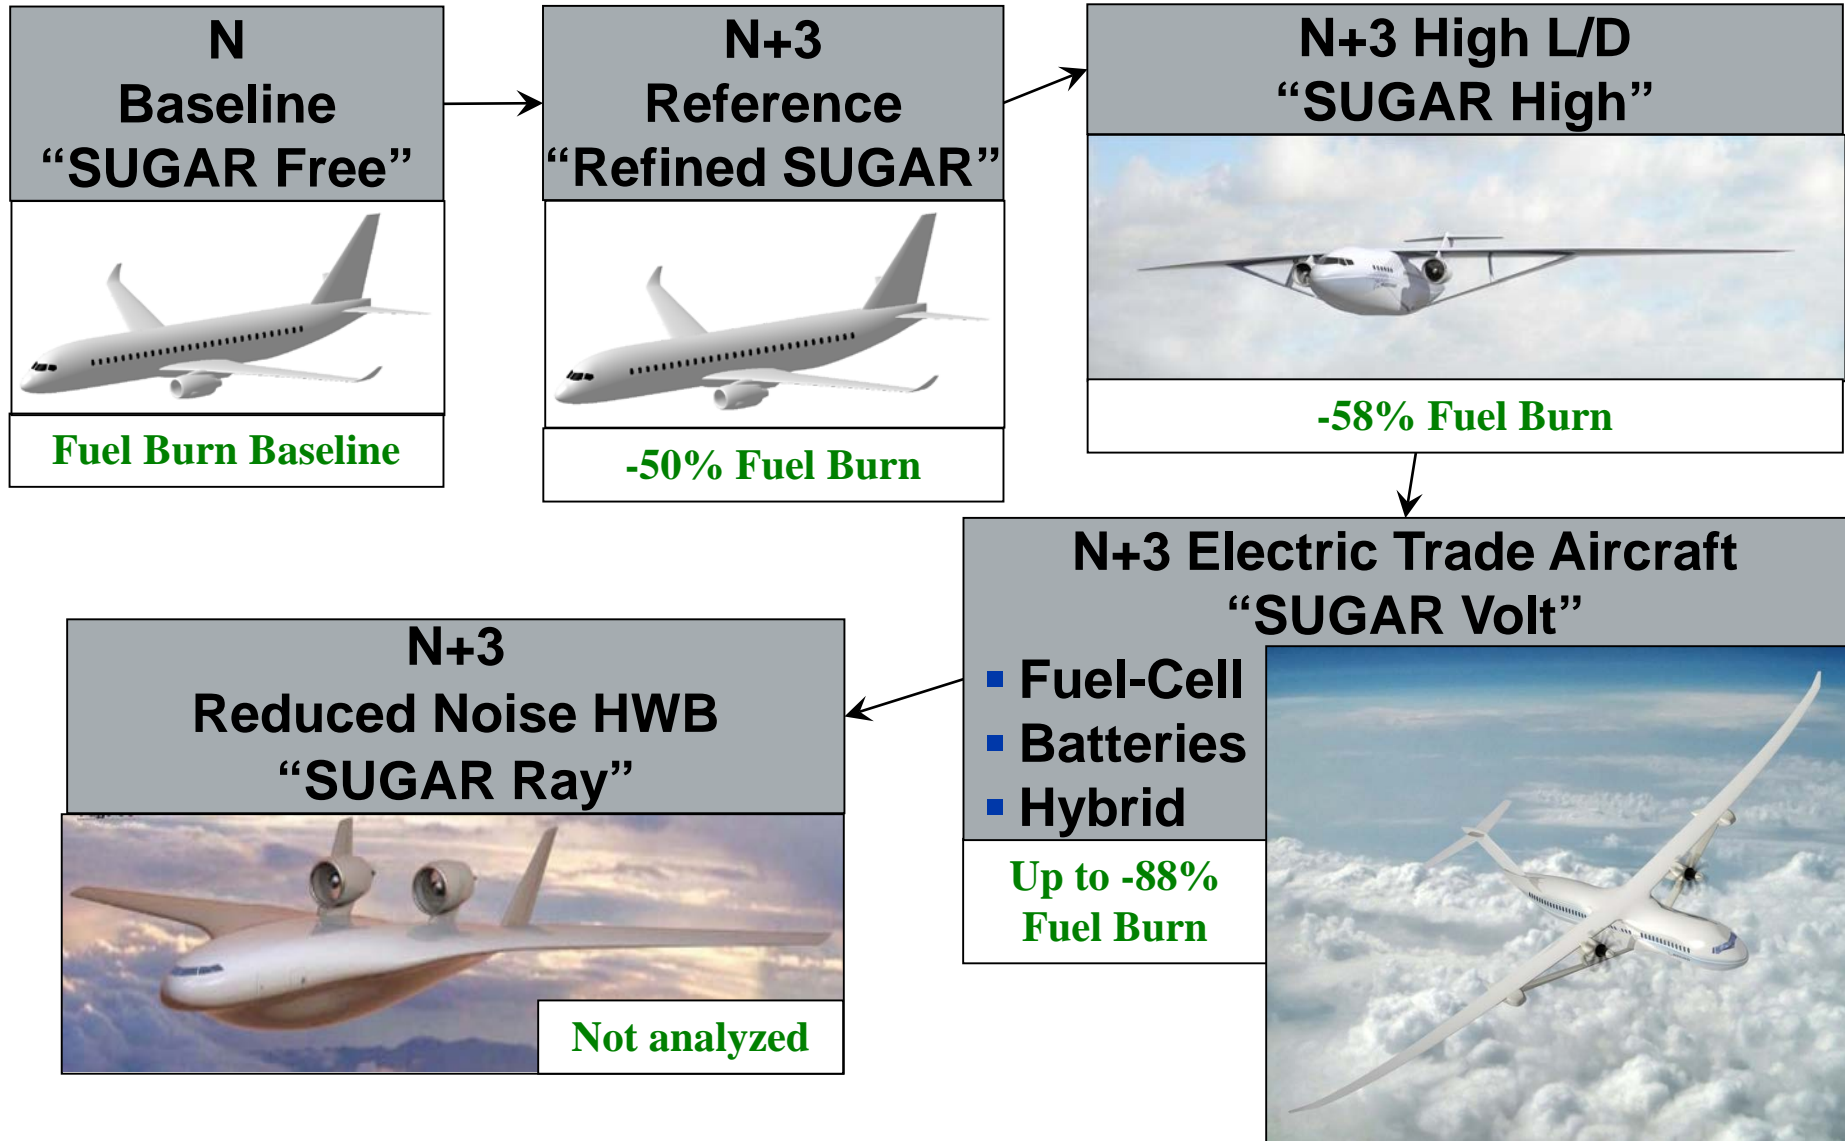 N
Baseline
“SUGAR Free”
Fuel Burn Baseline
N+3
Reference
“Refined SUGAR”
-50% Fuel Burn
N+3 High L/D
“SUGAR High”
-58% Fuel Burn
N+3 Electric Trade Aircraft
“SUGAR Volt”
▪ Fuel-Cell
▪ Batteries
▪ Hybrid
Up to -88%
Fuel Burn
N+3
Reduced Noise HWB
“SUGAR Ray”
Not analyzed